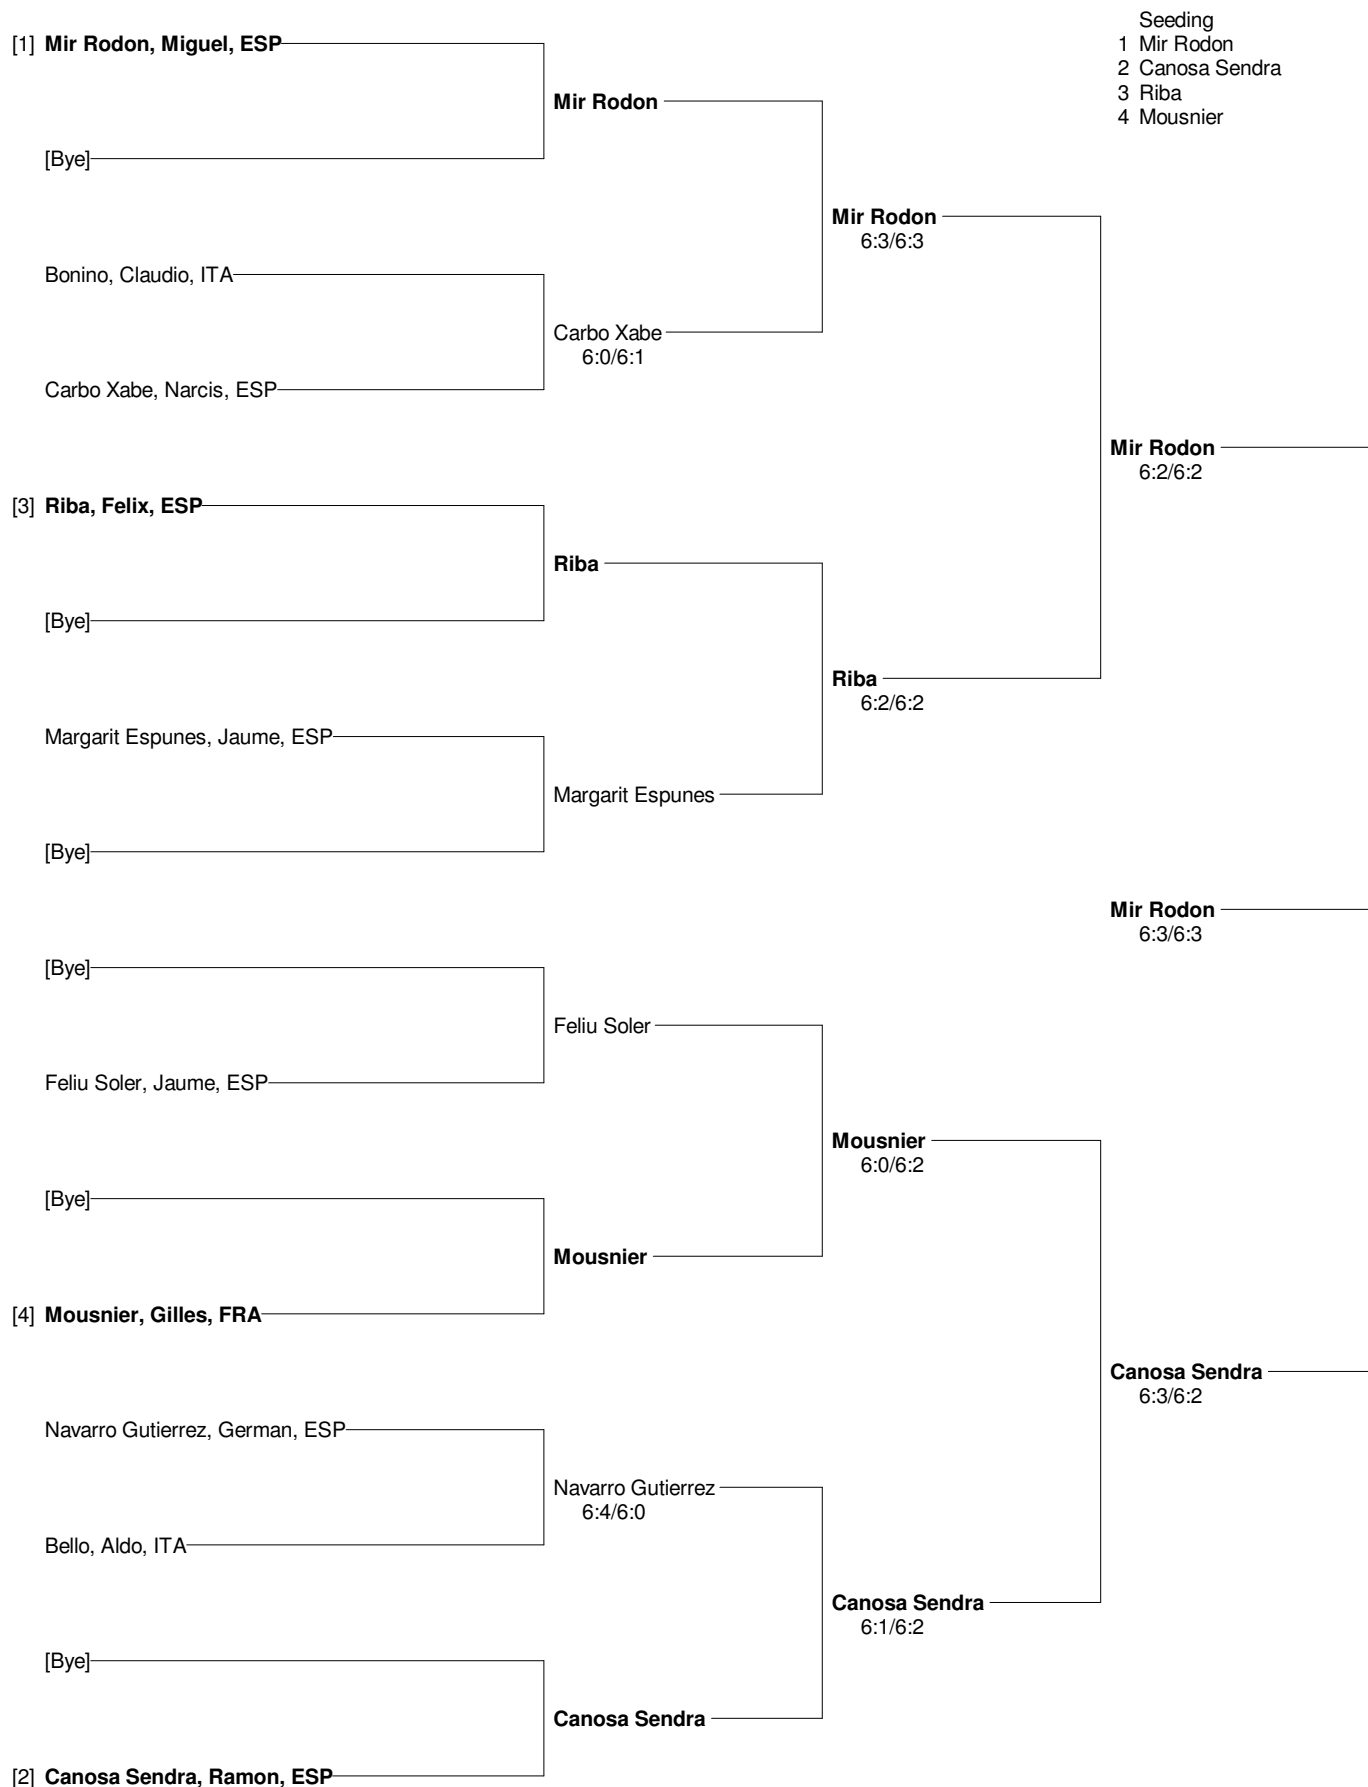 Seeding
1 Mir Rodon
2 Canosa Sendra
3 Riba
4 Mousnier
[1] Mir Rodon, Miguel, ESP
Mir Rodon
[Bye]
Mir Rodon
6:3/6:3
Bonino, Claudio, ITA
Carbo Xabe
6:0/6:1
Carbo Xabe, Narcis, ESP
Mir Rodon
6:2/6:2
[3] Riba, Felix, ESP
Riba
[Bye]
Riba
6:2/6:2
Margarit Espunes, Jaume, ESP
Margarit Espunes
[Bye]
Mir Rodon
6:3/6:3
[Bye]
Feliu Soler
Feliu Soler, Jaume, ESP
Mousnier
6:0/6:2
[Bye]
Mousnier
[4] Mousnier, Gilles, FRA
Canosa Sendra
6:3/6:2
Navarro Gutierrez, German, ESP
Navarro Gutierrez
6:4/6:0
Bello, Aldo, ITA
Canosa Sendra
6:1/6:2
[Bye]
Canosa Sendra
[2] Canosa Sendra, Ramon, ESP